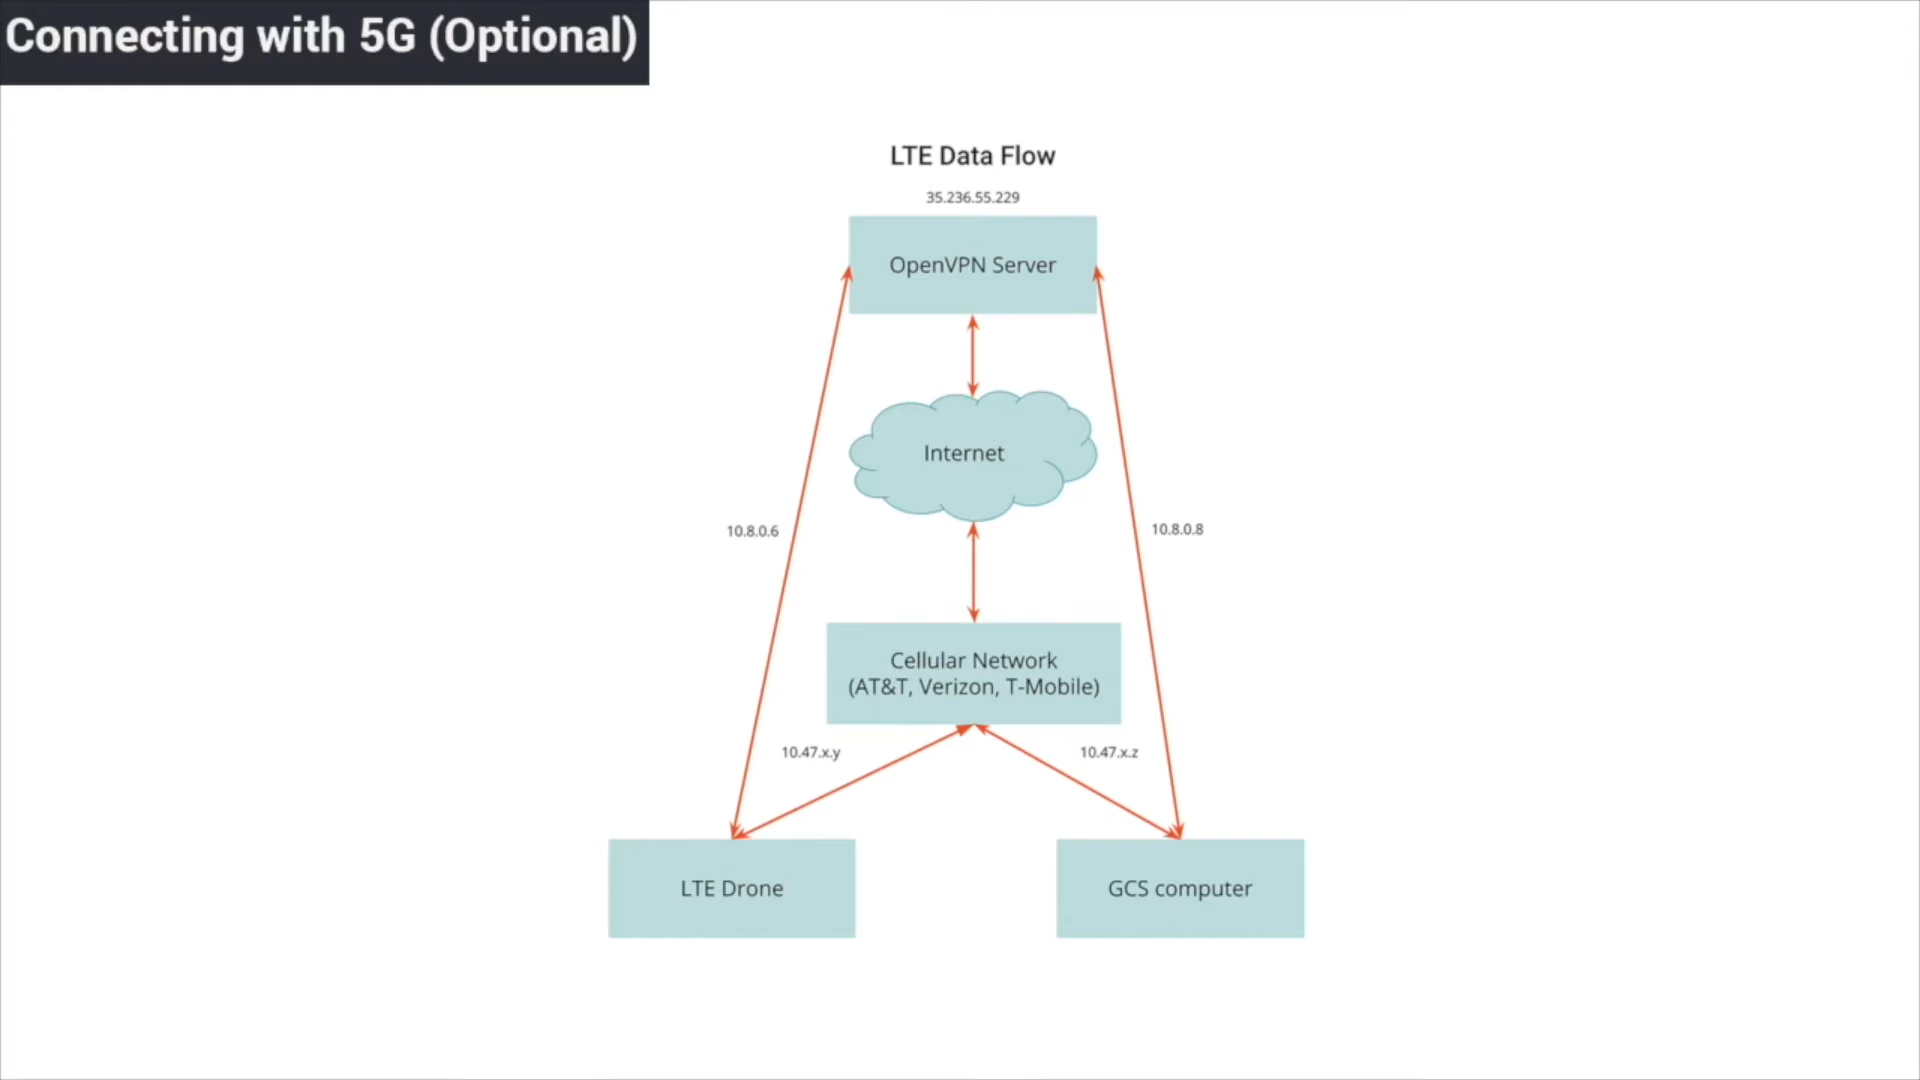 Connecting with 5G (Optional)
LTE Data Flow
35.236.55.229
OpenVPN Server
Internet
10.8.0.6
10.8.0.8
Cellular Network
(AT&T, Verizon, T-Mobile)
10.47.x.y
10.47.x.z
LTE Drone
GCS computer